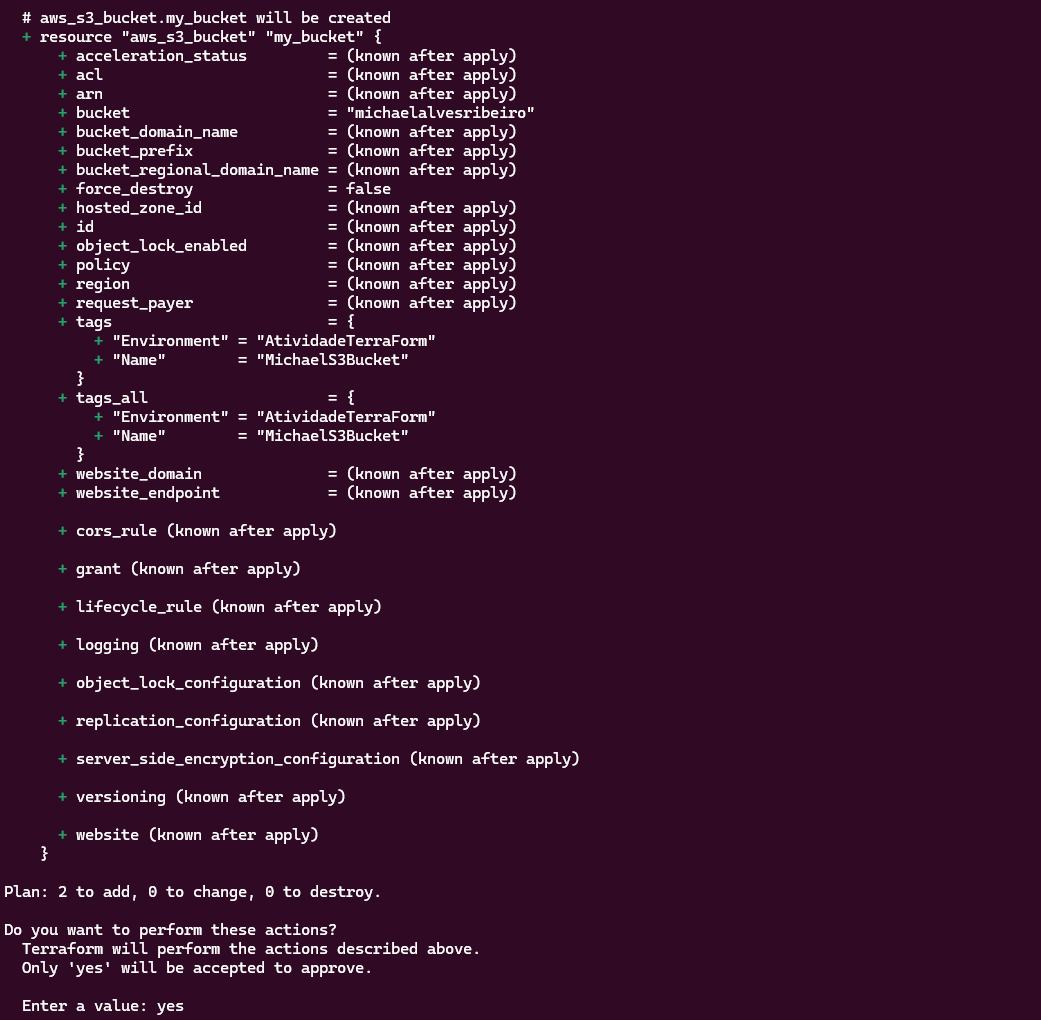 # aws_s3_bucket.my_bucket will be created
+ resource "aws_s3_bucket" "my_bucket" {
+ acceleration_status = (known after apply)
+ acl = (known after apply)
+ arn = (known after apply)
+ bucket = "michaelalvesribeiro"
+ bucket_domain_name = (known after apply)
+ bucket_prefix = (known after apply)
+ bucket_regional_domain_name = (known after apply)
+ force_destroy = false
+ hosted_zone_id = (known after apply)
+ id = (known after apply)
+ object_lock_enabled = (known after apply)
+ policy = (known after apply)
+ region = (known after apply)
+ request_payer = (known after apply)
+ tags = {
+ "Environment" = "AtividadeTerraForm"
+ "Name" = "MichaelS3Bucket"
}
+ tags_all = {
+ "Environment" = "AtividadeTerraForm"
+ "Name" = "MichaelS3Bucket"
}
+ website_domain = (known after apply)
+ website_endpoint = (known after apply)
+ cors_rule (known after apply)
+ grant (known after apply)
+ lifecycle_rule (known after apply)
+ logging (known after apply)
+ object_lock_configuration (known after apply)
+ replication_configuration (known after apply)
+ server_side_encryption_configuration (known after apply)
+ versioning (known after apply)
+ website (known after apply)
}
Plan: 2 to add, 0 to change, 0 to destroy.
Do you want to perform these actions?
Terraform will perform the actions described above.
Only 'yes' will be accepted to approve.
Enter a value: yes